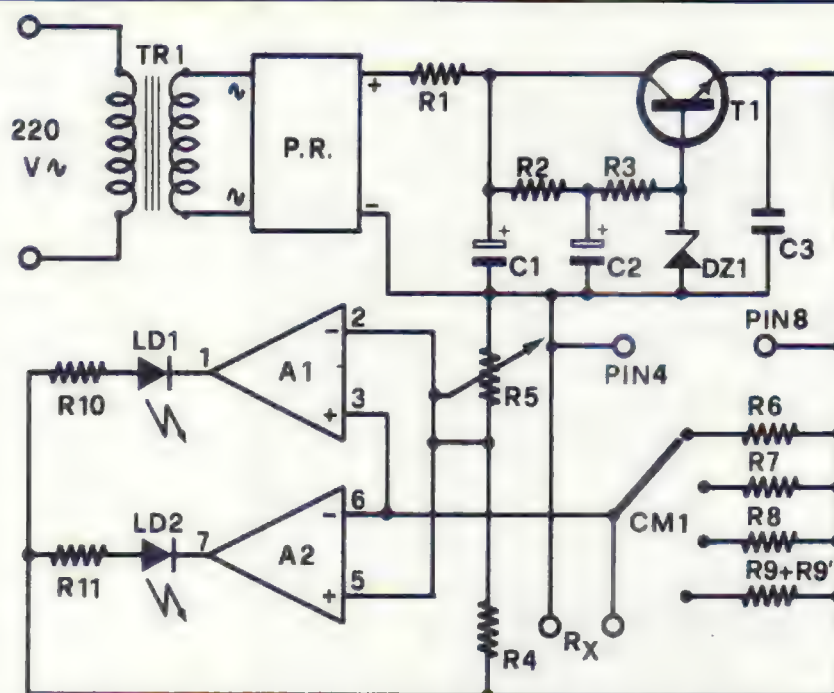 TR1
220
V~
~
~
P.R.
+
-
R1
T1
R2
R3
+
C1
+
C2
DZ1
C3
LD1
1
2
-
A1
3
+
R10
R5
PIN4
PIN8
R6
R7
R8
R9+R9'
CM1
LD2
7
6
-
A2
5
+
R11
R4
RX